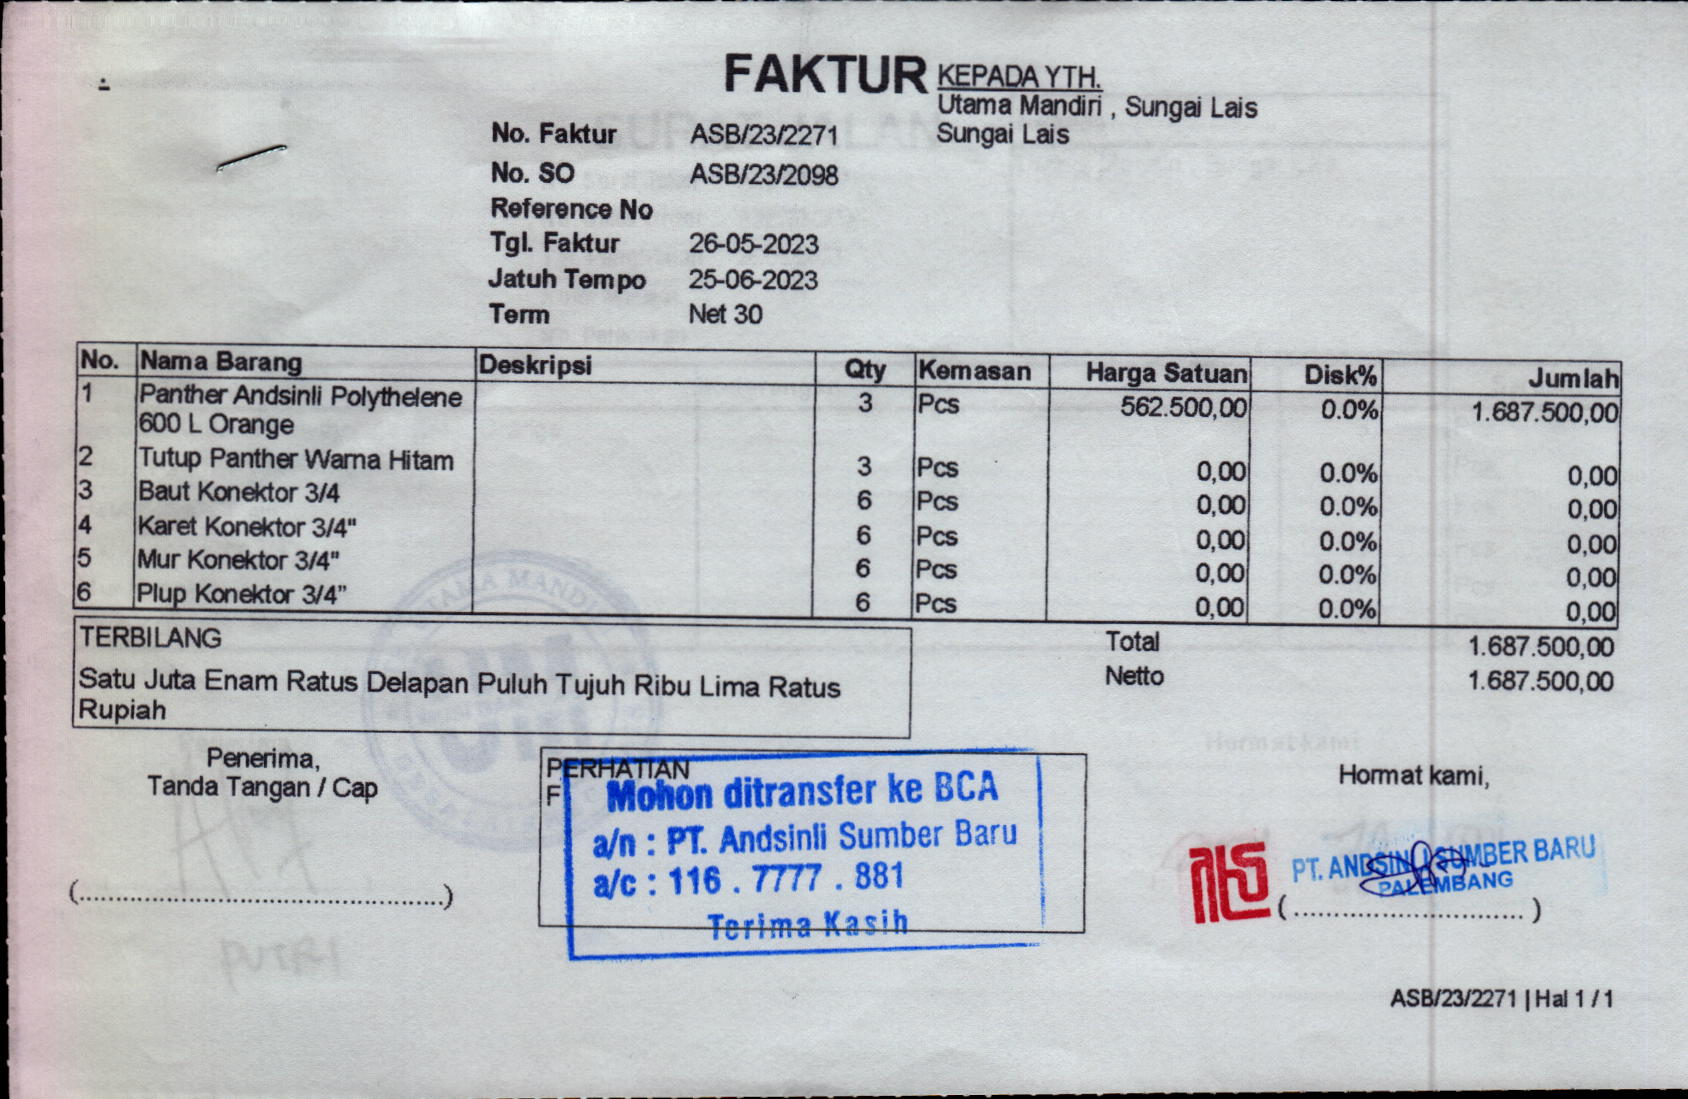 FAKTUR
KEPADA YTH.
Utama Mandiri , Sungai Lais
Sungai Lais
No. Faktur ASB/23/2271
No. SO ASB/23/2098
Reference No
Tgl. Faktur 26-05-2023
Jatuh Tempo 25-06-2023
Term Net 30
No. Nama Barang Deskripsi Qty Kemasan Harga Satuan Disk% Jumlah
1 Panther Andsinli Polythelene 3 Pcs 562.500,00 0.0% 1.687.500,00
600 L Orange
2 Tutup Panther Warna Hitam 3 Pcs 0,00 0.0% 0,00
3 Baut Konektor 3/4 6 Pcs 0,00 0.0% 0,00
4 Karet Konektor 3/4" 6 Pcs 0,00 0.0% 0,00
5 Mur Konektor 3/4" 6 Pcs 0,00 0.0% 0,00
6 Plup Konektor 3/4" 6 Pcs 0,00 0.0% 0,00
TERBILANG
Satu Juta Enam Ratus Delapan Puluh Tujuh Ribu Lima Ratus
Rupiah
Total 1.687.500,00
Netto 1.687.500,00
Penerima,
Tanda Tangan / Cap
(..............................................)
PUTRI
PERHATIAN
F
Mohon ditransfer ke BCA
a/n : PT. Andsinli Sumber Baru
a/c : 116 . 7777 . 881
Terima Kasih
Hormat kami,
PT. ANDSINLI SUMBER BARU
PALEMBANG
(.............................)
ASB/23/2271 | Hal 1 / 1